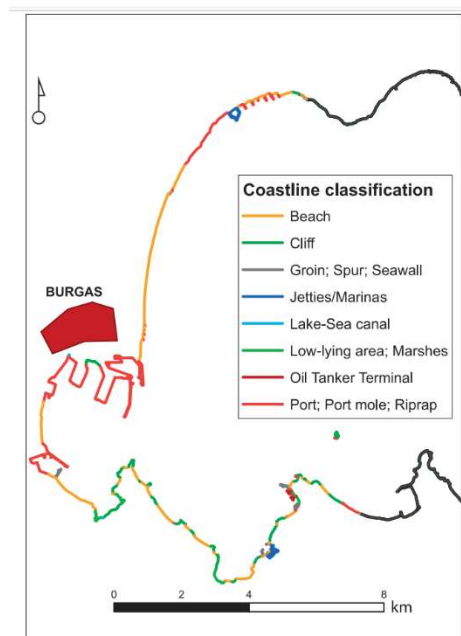 Coastline classification
Beach
Cliff
Groin; Spur; Seawall
Jetties/Marinas
Lake-Sea canal
Low-lying area; Marshes
Oil Tanker Terminal
Port; Port mole; Riprap
BURGAS
0 2 4 8
km